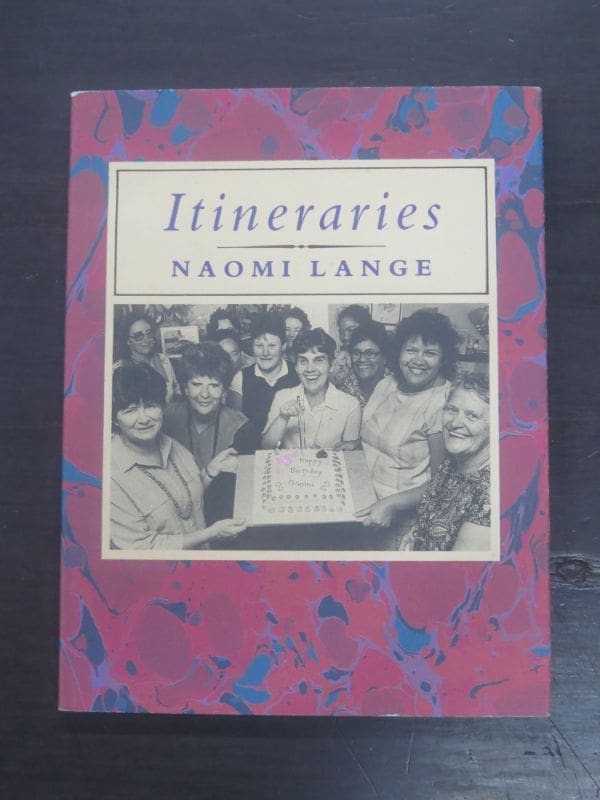 Itineraries
NAOMI LANGE
Happy
Birthday
Naomi